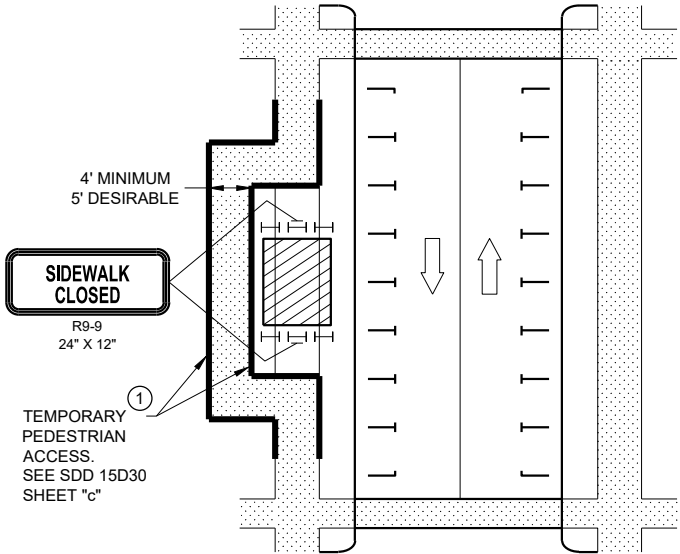 4' MINIMUM
5' DESIRABLE
SIDEWALK
CLOSED
R9-9
24" X 12"
1
TEMPORARY
PEDESTRIAN
ACCESS.
SEE SDD 15D30
SHEET "c"